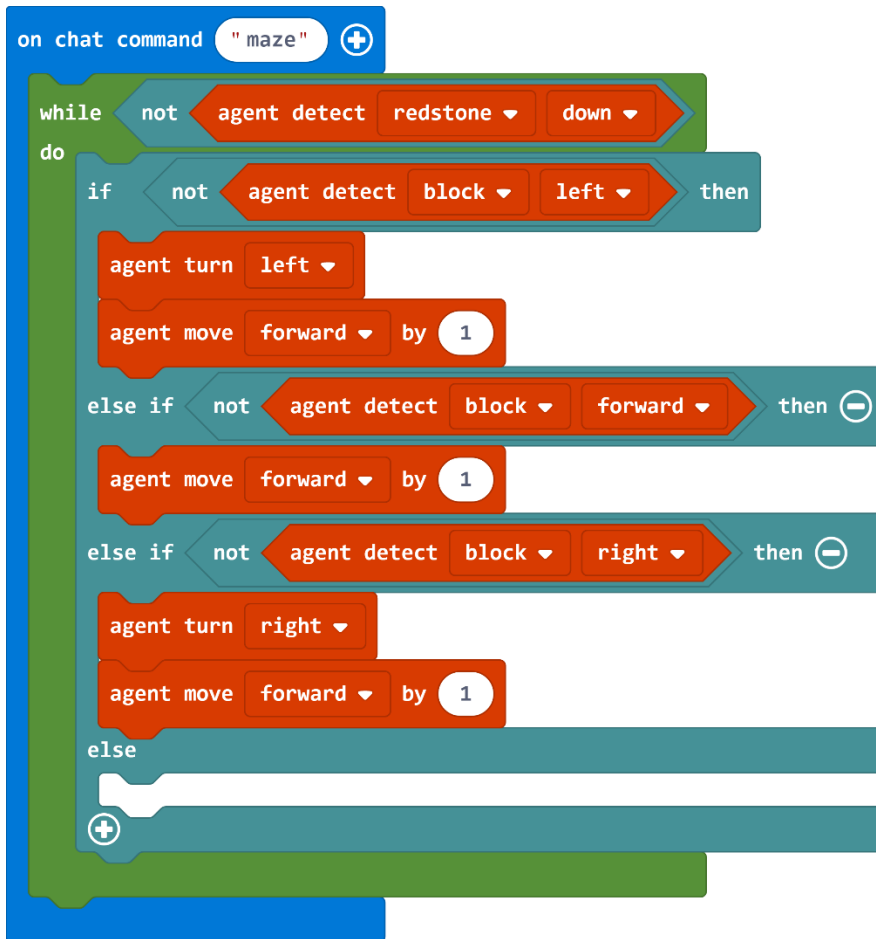 on chat command "maze"
while not agent detect redstone down
do
if not agent detect block left then
agent turn left
agent move forward by 1
else if not agent detect block forward then
agent move forward by 1
else if not agent detect block right then
agent turn right
agent move forward by 1
else